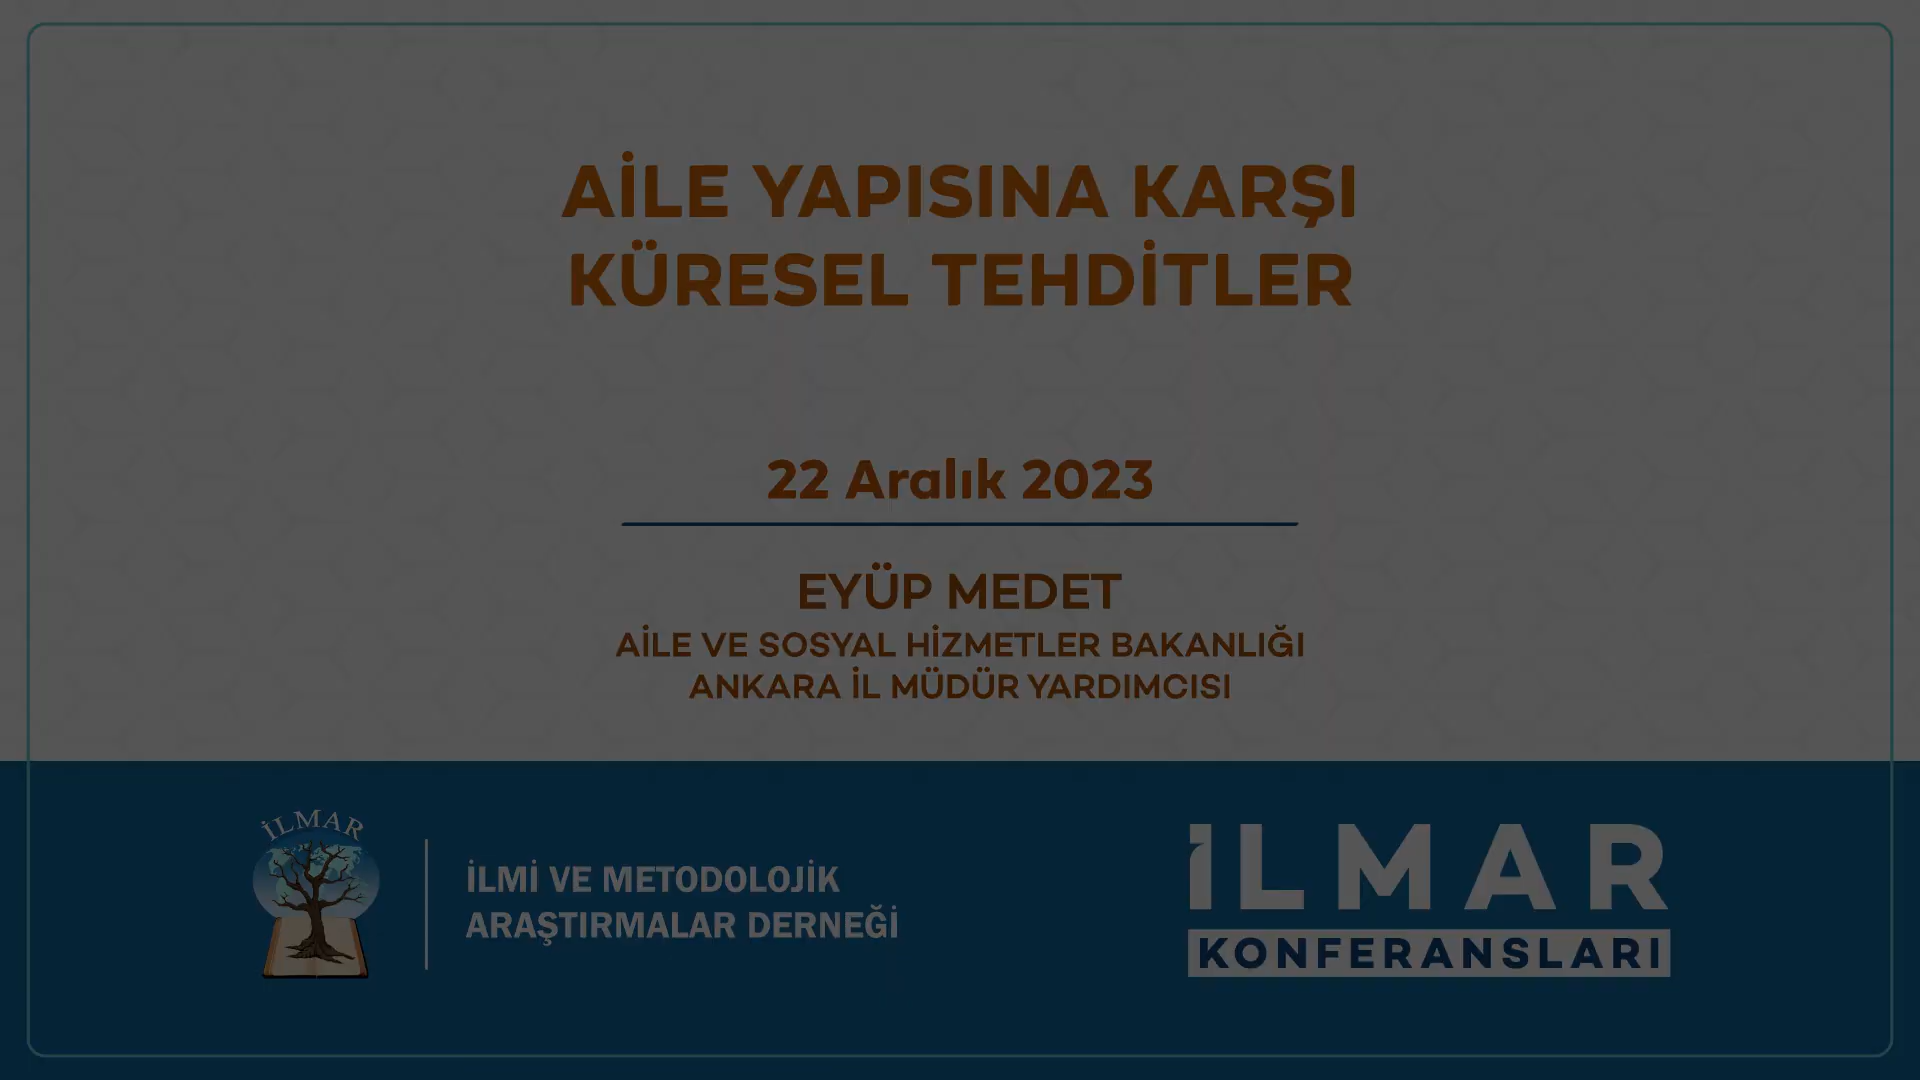 AİLE YAPISINA KARŞI
KÜRESEL TEHDİTLER
22 Aralık 2023
EYÜP MEDET
AİLE VE SOSYAL HİZMETLER BAKANLIĞI
ANKARA İL MÜDÜR YARDIMCISI
İLMAR
İLMİ VE METODOLOJİK
ARAŞTIRMALAR DERNEĞİ
İLMAR
KONFERANSLARI